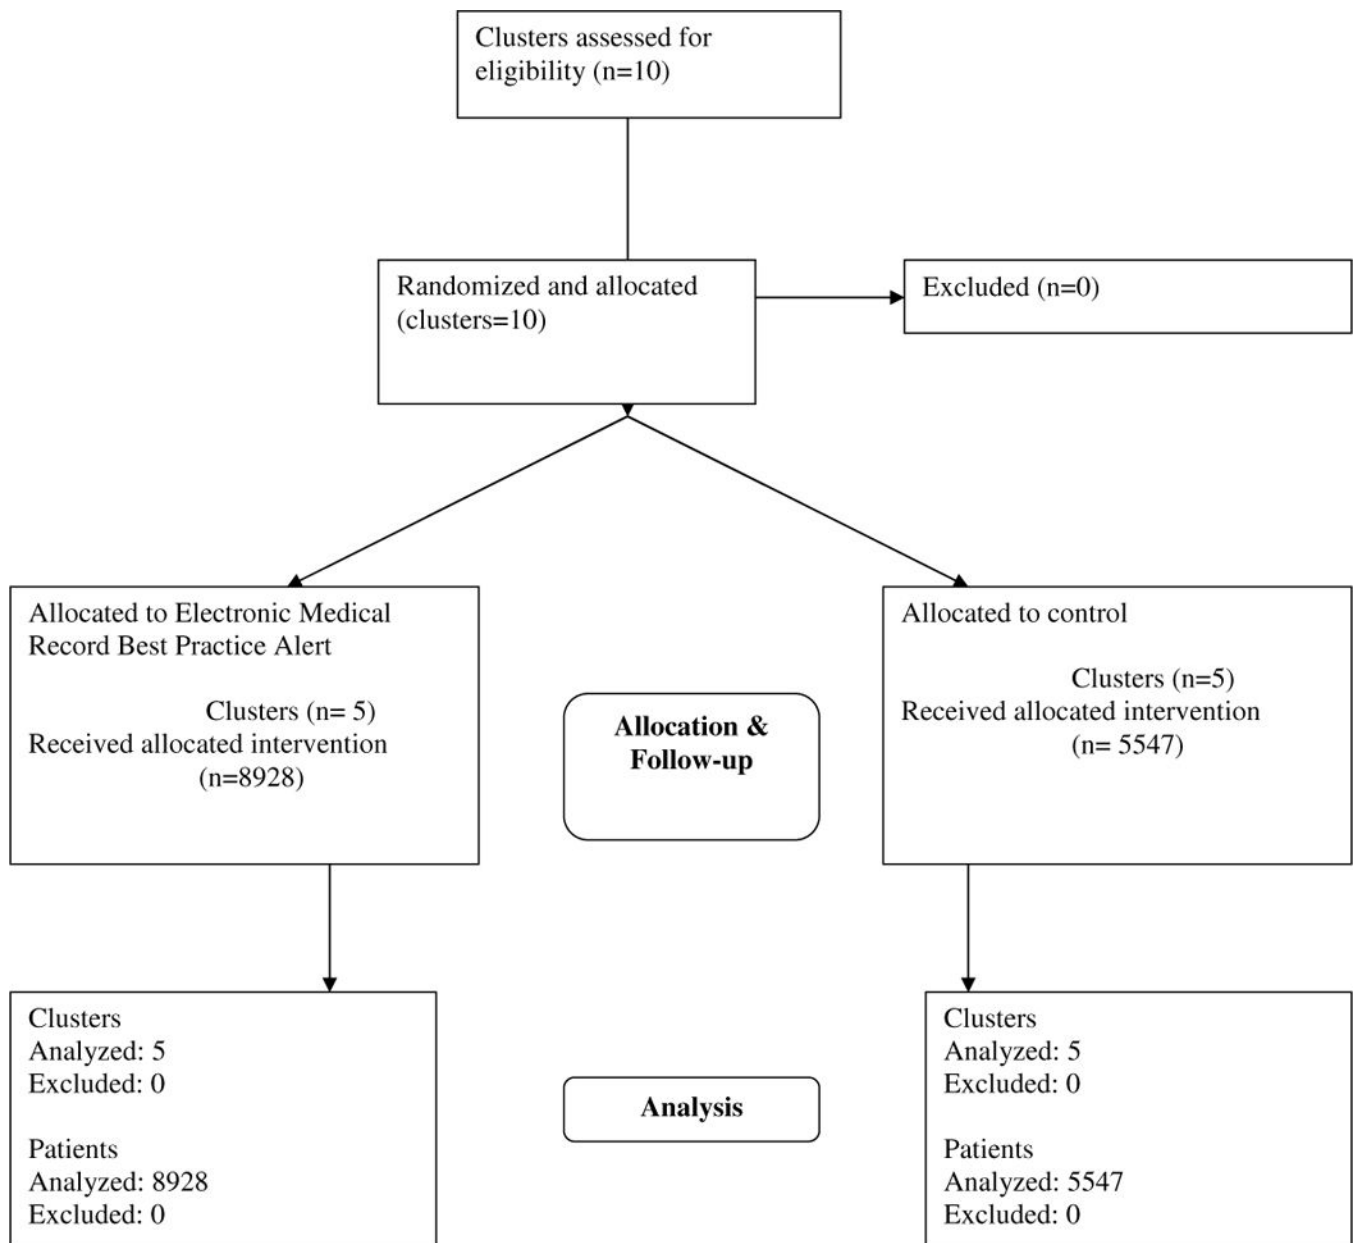 Clusters assessed for
eligibility (n=10)
Randomized and allocated
(clusters=10)
Excluded (n=0)
Allocated to Electronic Medical
Record Best Practice Alert
Clusters (n= 5)
Received allocated intervention
(n=8928)
Allocation &
Follow-up
Allocated to control
Clusters (n=5)
Received allocated intervention
(n= 5547)
Clusters
Analyzed: 5
Excluded: 0
Patients
Analyzed: 8928
Excluded: 0
Analysis
Clusters
Analyzed: 5
Excluded: 0
Patients
Analyzed: 5547
Excluded: 0